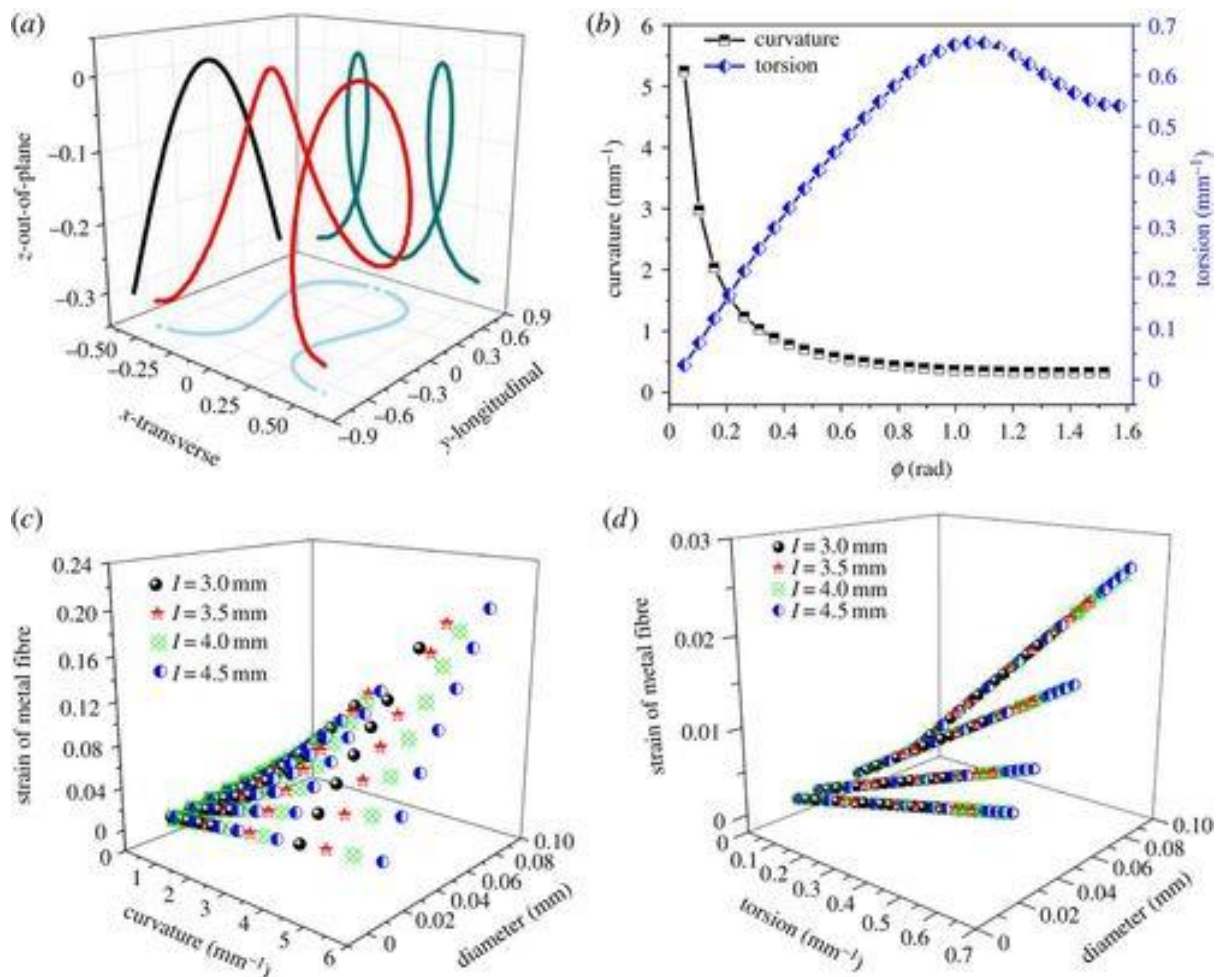 (a)
0
−0.1
−0.2
−0.3
z-out-of-plane
−0.50
−0.25
0
0.25
0.50
x-transverse
−0.9
−0.6
−0.3
0
0.3
0.6
0.9
y-longitudinal
(b)
curvature
torsion
6
5
4
3
2
1
0
curvature (mm⁻¹)
0.7
0.6
0.5
0.4
0.3
0.2
0.1
0
torsion (mm⁻¹)
0 0.2 0.4 0.6 0.8 1.0 1.2 1.4 1.6
ϕ (rad)
(c)
I = 3.0 mm
I = 3.5 mm
I = 4.0 mm
I = 4.5 mm
0.24
0.20
0.16
0.12
0.08
0.04
0
strain of metal fibre
0
1
2
3
4
5
6
curvature (mm⁻¹)
0
0.02
0.04
0.06
0.08
0.10
diameter (mm)
(d)
I = 3.0 mm
I = 3.5 mm
I = 4.0 mm
I = 4.5 mm
0.03
0.02
0.01
0
strain of metal fibre
0
0.1
0.2
0.3
0.4
0.5
0.6
0.7
torsion (mm⁻¹)
0
0.02
0.04
0.06
0.08
0.10
diameter (mm)